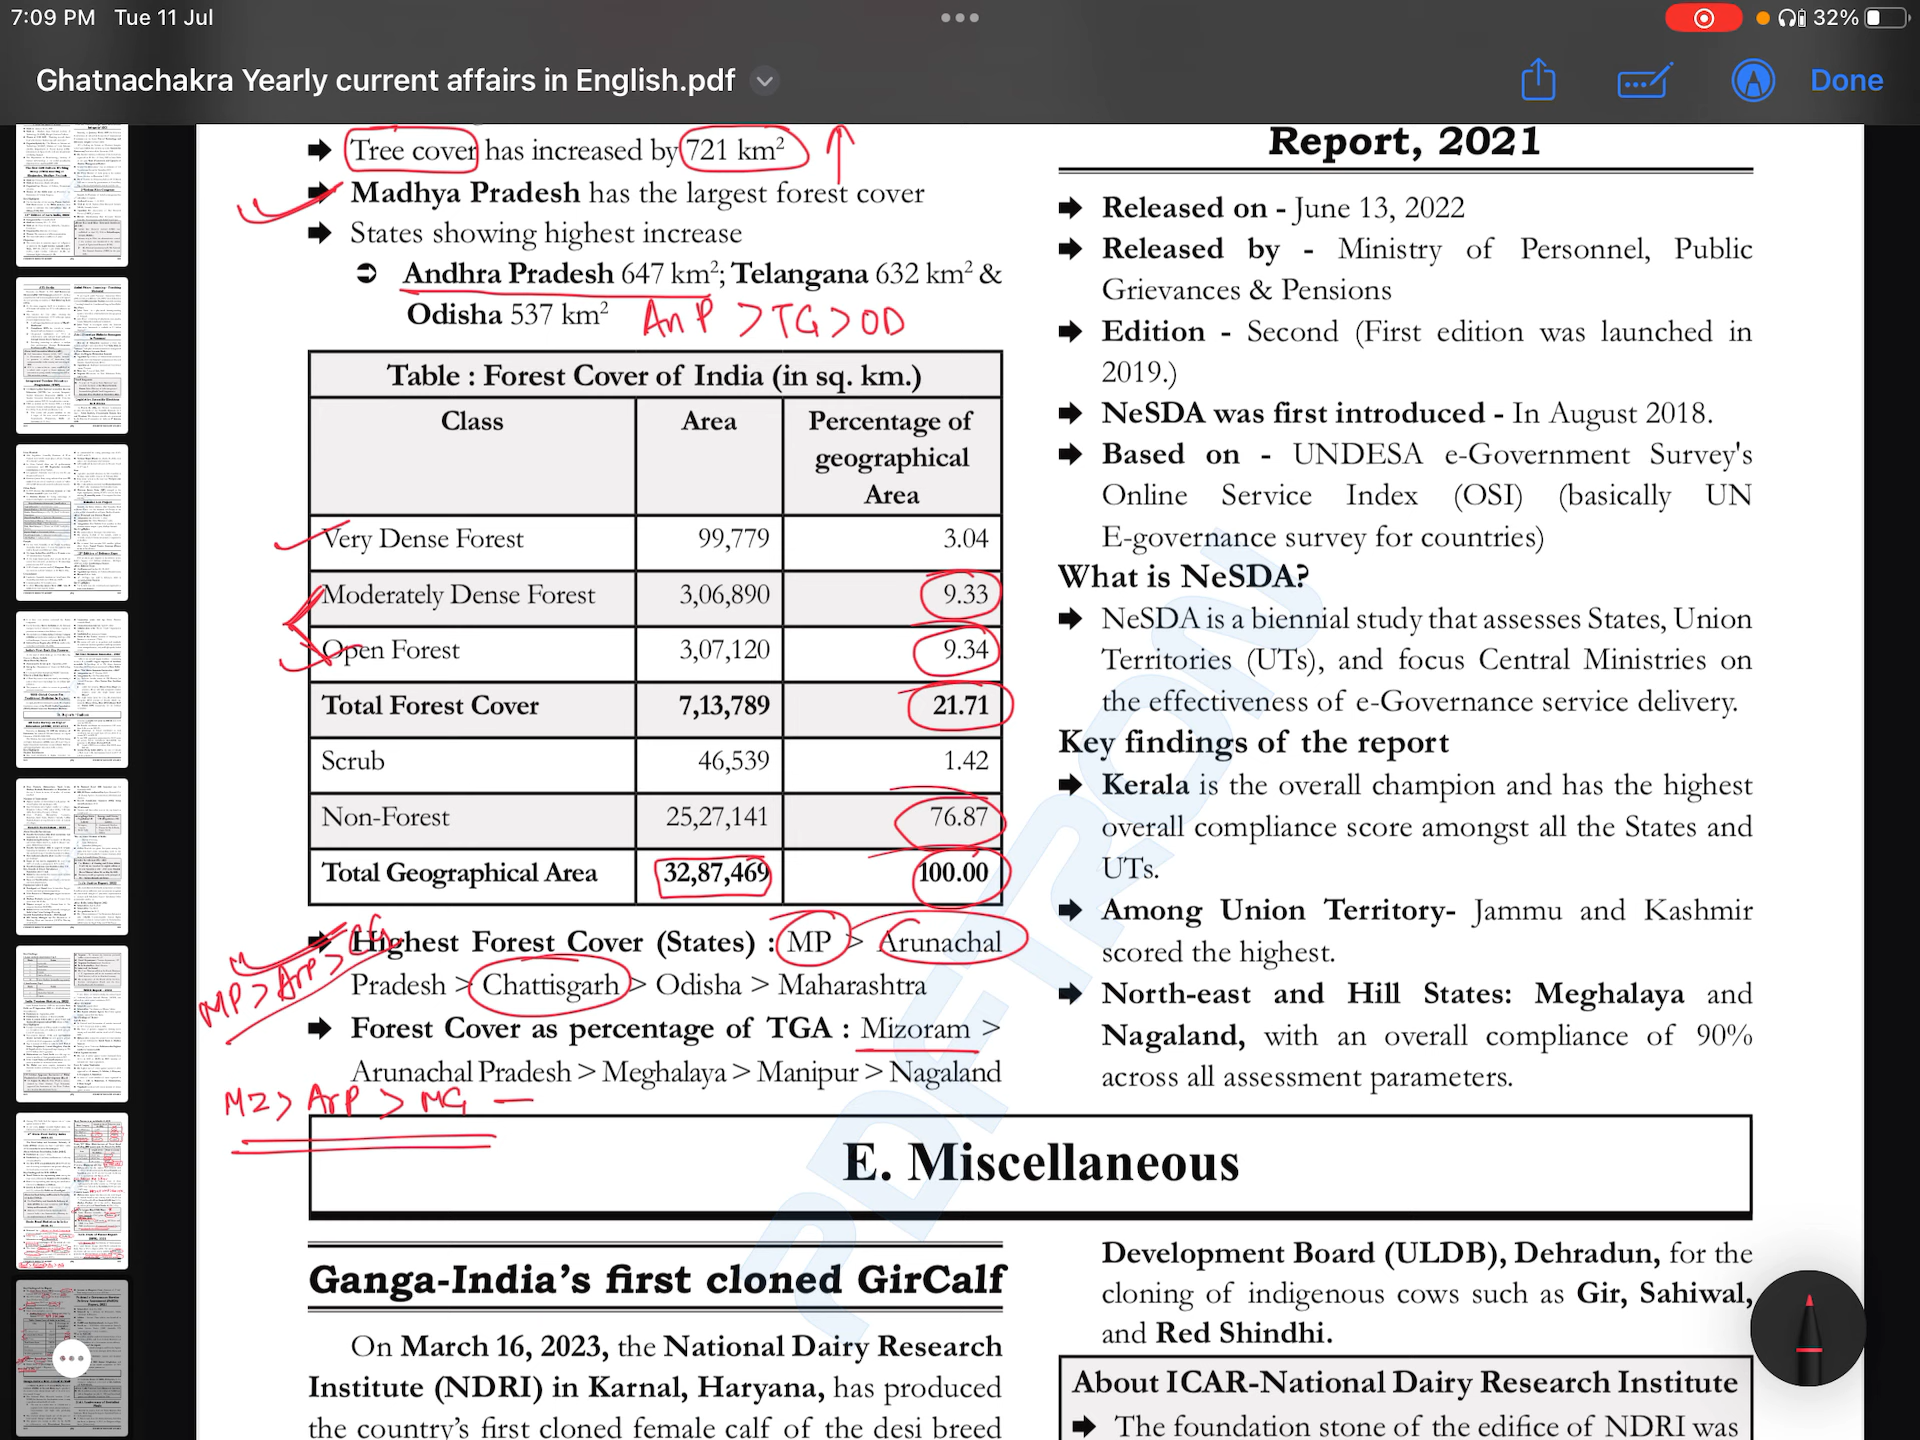 7:09 PM Tue 11 Jul
32%
Ghatnachakra Yearly current affairs in English.pdf
Done
➡ Tree cover has increased by 721 km²
➡ Madhya Pradesh has the largest forest cover
➡ States showing highest increase
➲ Andhra Pradesh 647 km²; Telangana 632 km² &
Odisha 537 km²
AnP > TG > OD
Table : Forest Cover of India (in sq. km.)
Class Area Percentage of
geographical
Area
Very Dense Forest 99,779 3.04
Moderately Dense Forest 3,06,890 9.33
Open Forest 3,07,120 9.34
Total Forest Cover 7,13,789 21.71
Scrub 46,539 1.42
Non-Forest 25,27,141 76.87
Total Geographical Area 32,87,469 100.00
➡ Highest Forest Cover (States) : MP > Arunachal
Pradesh > Chattisgarh > Odisha > Maharashtra
MP > ArP > CG
➡ Forest Cover as percentage of TGA : Mizoram >
Arunachal Pradesh > Meghalaya > Manipur > Nagaland
MZ > ArP > MG —
Report, 2021
➡ Released on - June 13, 2022
➡ Released by - Ministry of Personnel, Public
Grievances & Pensions
➡ Edition - Second (First edition was launched in
2019.)
➡ NeSDA was first introduced - In August 2018.
➡ Based on - UNDESA e-Government Survey's
Online Service Index (OSI) (basically UN
E-governance survey for countries)
What is NeSDA?
➡ NeSDA is a biennial study that assesses States, Union
Territories (UTs), and focus Central Ministries on
the effectiveness of e-Governance service delivery.
Key findings of the report
➡ Kerala is the overall champion and has the highest
overall compliance score amongst all the States and
UTs.
➡ Among Union Territory- Jammu and Kashmir
scored the highest.
➡ North-east and Hill States: Meghalaya and
Nagaland, with an overall compliance of 90%
across all assessment parameters.
E. Miscellaneous
Ganga-India's first cloned GirCalf
On March 16, 2023, the National Dairy Research
Institute (NDRI) in Karnal, Haryana, has produced
the country's first cloned female calf of the desi breed
Development Board (ULDB), Dehradun, for the
cloning of indigenous cows such as Gir, Sahiwal,
and Red Shindhi.
About ICAR-National Dairy Research Institute
➡ The foundation stone of the edifice of NDRI was